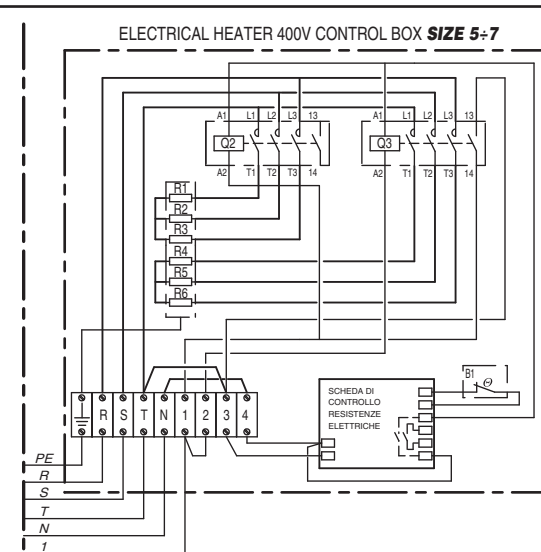 ELECTRICAL HEATER 400V CONTROL BOX SIZE 5÷7
A1 L1 L2 L3 13 A1 L1 L2 L3 13
Q2 Q3
A2 T1 T2 T3 14 A2 T1 T2 T3 14
R1
R2
R3
R4
R5
R6
B1
Θ
SCHEDA DI
CONTROLLO
RESISTENZE
ELETTRICHE
R S T N 1 2 3 4
PE
R
S
T
N
1